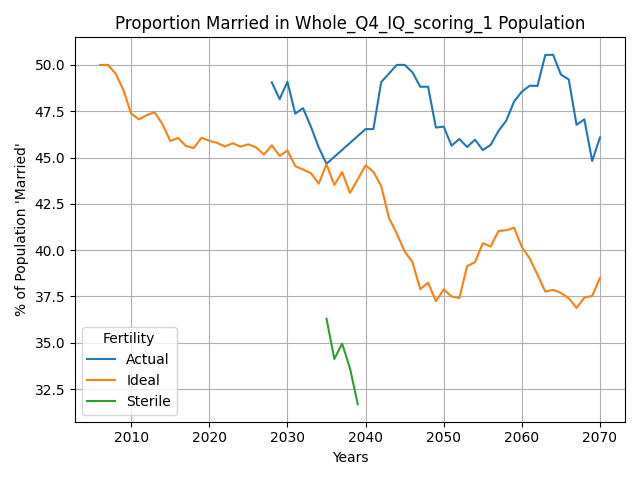 Proportion Married in Whole_Q4_IQ_scoring_1 Population
% of Population 'Married'
50.0
47.5
45.0
42.5
40.0
37.5
35.0
32.5
Fertility
Actual
Ideal
Sterile
2010 2020 2030 2040 2050 2060 2070
Years